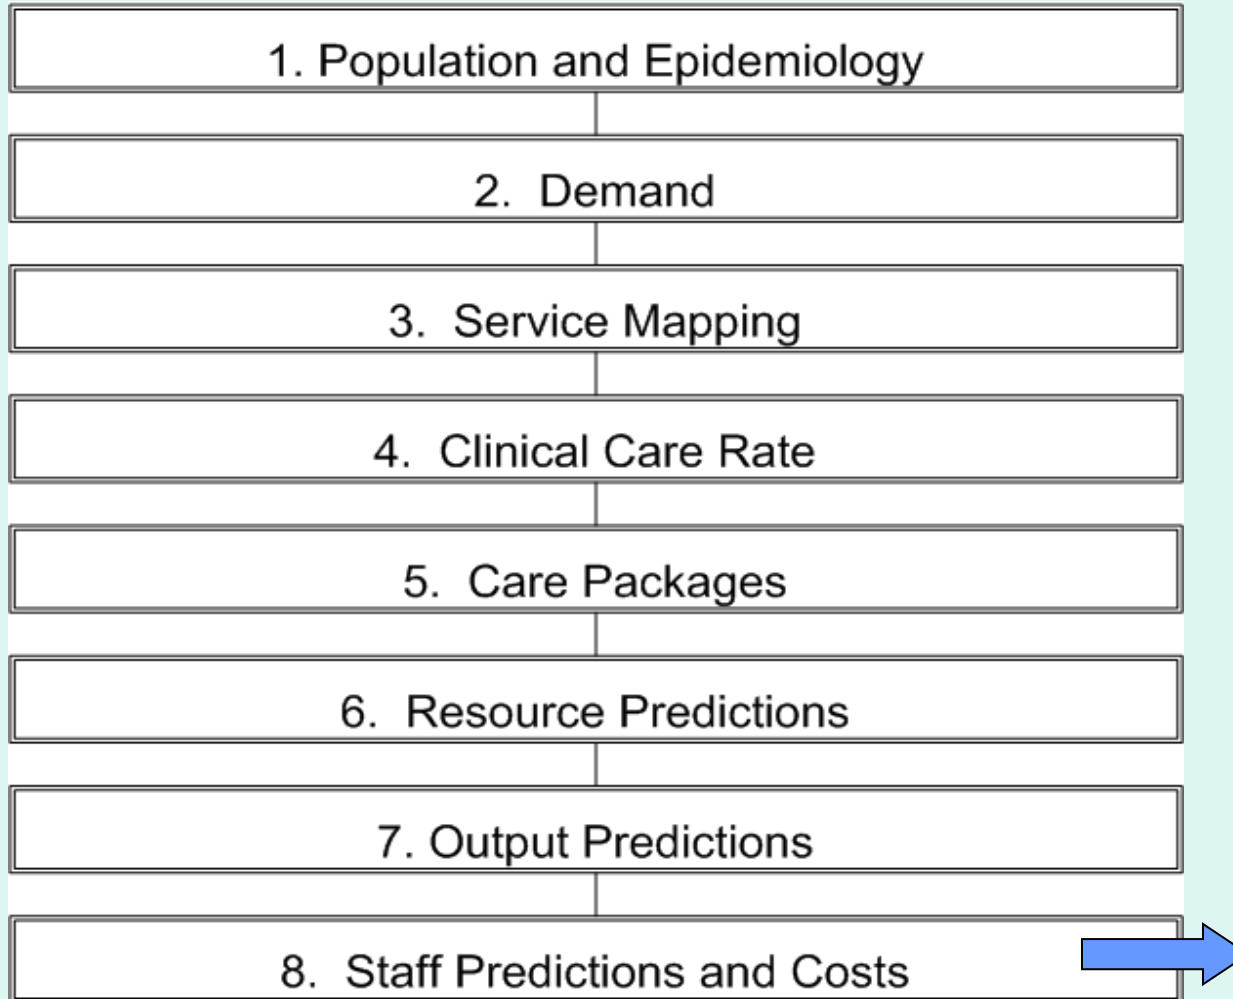 1. Population and Epidemiology
2. Demand
3. Service Mapping
4. Clinical Care Rate
5. Care Packages
6. Resource Predictions
7. Output Predictions
8. Staff Predictions and Costs